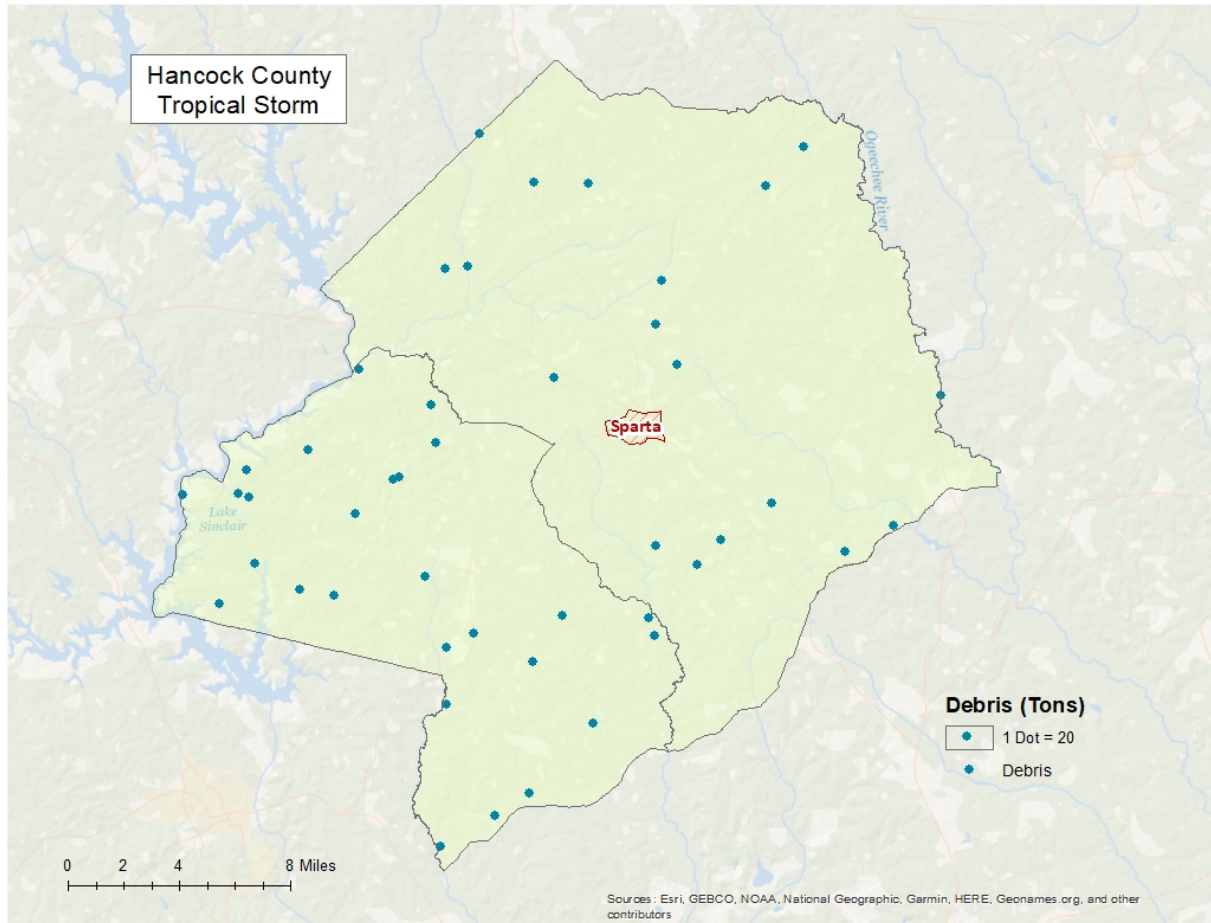 Hancock County
Tropical Storm
Ogeechee River
Sparta
Lake
Sinclair
Debris (Tons)
1 Dot = 20
Debris
0 2 4 8 Miles
Sources: Esri, GEBCO, NOAA, National Geographic, Garmin, HERE, Geonames.org, and other
contributors